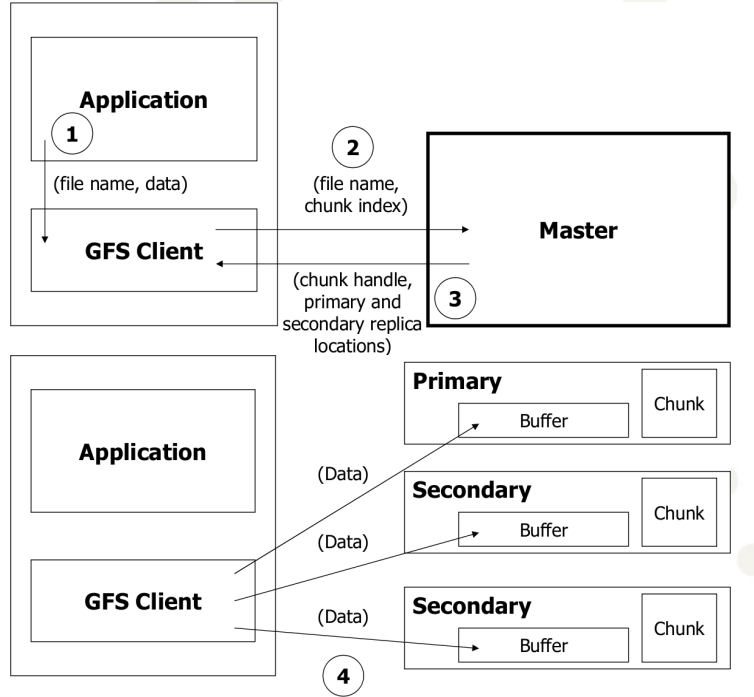 Application
1
(file name, data)
GFS Client
2
(file name,
chunk index)
Master
(chunk handle,
primary and
secondary replica
locations)
3
Application
GFS Client
(Data)
(Data)
(Data)
4
Primary
Buffer
Chunk
Secondary
Buffer
Chunk
Secondary
Buffer
Chunk